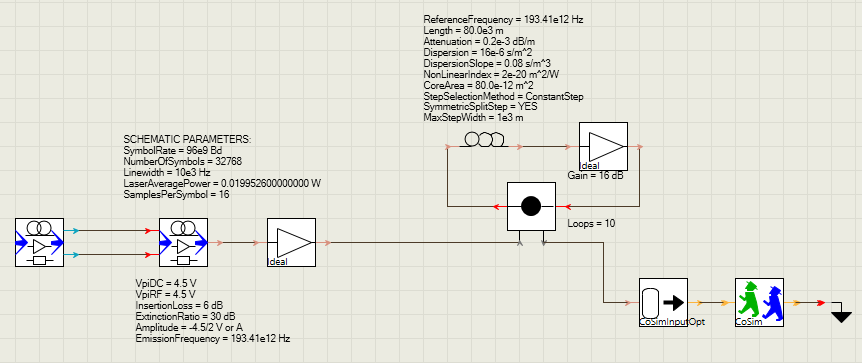 ReferenceFrequency = 193.41e12 Hz
Length = 80.0e3 m
Attenuation = 0.2e-3 dB/m
Dispersion = 16e-6 s/m^2
DispersionSlope = 0.08 s/m^3
NonLinearIndex = 2e-20 m^2/W
CoreArea = 80.0e-12 m^2
StepSelectionMethod = ConstantStep
SymmetricSplitStep = YES
MaxStepWidth = 1e3 m
SCHEMATIC PARAMETERS:
SymbolRate = 96e9 Bd
NumberOfSymbols = 32768
Linewidth = 10e3 Hz
LaserAveragePower = 0.019952600000000 W
SamplesPerSymbol = 16
Ideal
Gain = 16 dB
Loops = 10
Ideal
VpiDC = 4.5 V
VpiRF = 4.5 V
InsertionLoss = 6 dB
ExtinctionRatio = 30 dB
Amplitude = -4.5/2 V or A
EmissionFrequency = 193.41e12 Hz
CoSimInputOpt
CoSim